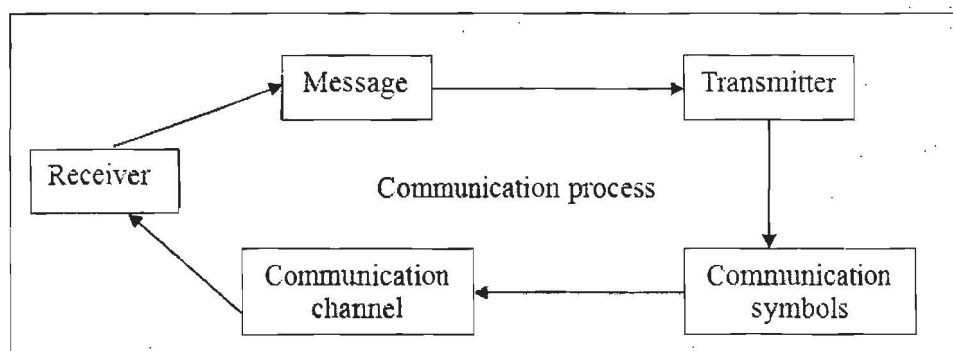 Message
Transmitter
Receiver
Communication process
Communication
channel
Communication
symbols